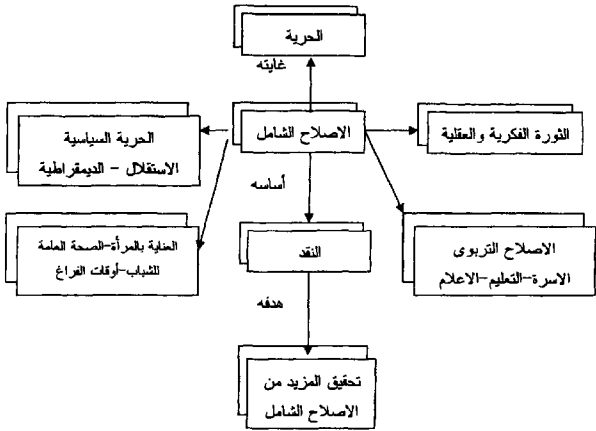 الحرية
غايته
الاصلاح الشامل
الثورة الفكرية والعقلية
الحرية السياسية
الاستقلال – الديمقراطية
أساسه
النقد
الاصلاح التربوى
الاسرة–التعليم–الاعلام
العناية بالمرأة–الصحة العامة
للشباب–أوقات الفراغ
هدفه
تحقيق المزيد من
الاصلاح الشامل